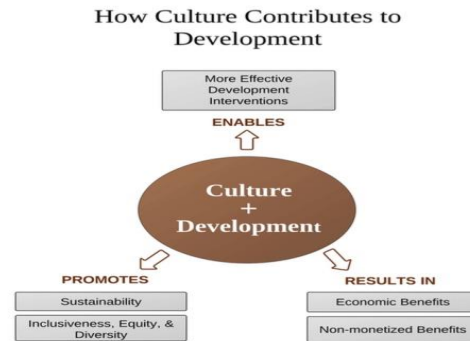 How Culture Contributes to
Development
More Effective
Development
Interventions
ENABLES
Culture
+
Development
PROMOTES
Sustainability
Inclusiveness, Equity, &
Diversity
RESULTS IN
Economic Benefits
Non-monetized Benefits